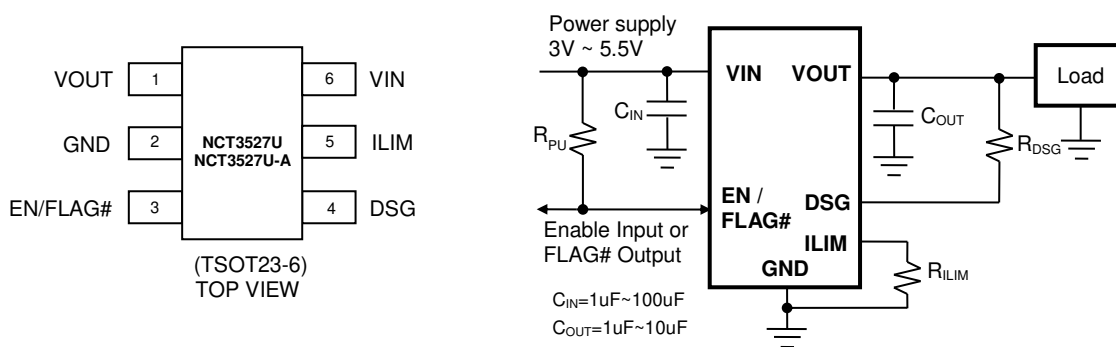 VOUT 1
GND 2
EN/FLAG# 3
NCT3527U
NCT3527U-A
6 VIN
5 ILIM
4 DSG
(TSOT23-6)
TOP VIEW
Power supply
3V ~ 5.5V
VIN VOUT
Load
CIN
COUT
RPU
RDSG
EN /
FLAG#
DSG
Enable Input or
FLAG# Output
ILIM
GND
RILIM
CIN=1uF~100uF
COUT=1uF~10uF